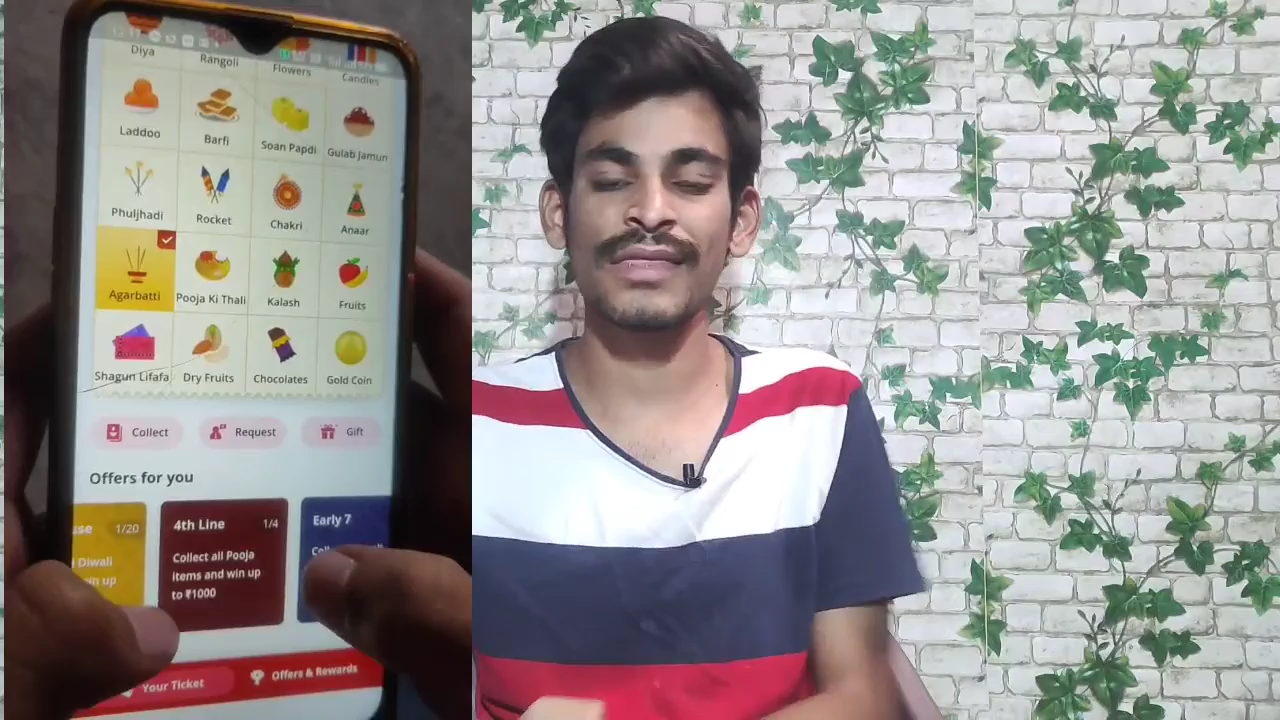 Diya
Rangoli
Flowers
Candles
Laddoo
Barfi
Soan Papdi
Gulab Jamun
Phuljhadi
Rocket
Chakri
Anaar
Agarbatti
Pooja Ki Thali
Kalash
Fruits
Shagun Lifafa
Dry Fruits
Chocolates
Gold Coin
Collect
Request
Gift
Offers for you
1/20
Diwali
up
4th Line
1/4
Collect all Pooja
items and win up
to ₹1000
Early 7
Your Ticket
Offers & Rewards